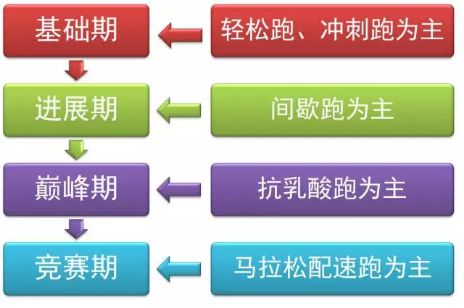 基础期
轻松跑、冲刺跑为主
进展期
间歇跑为主
巅峰期
抗乳酸跑为主
竞赛期
马拉松配速跑为主